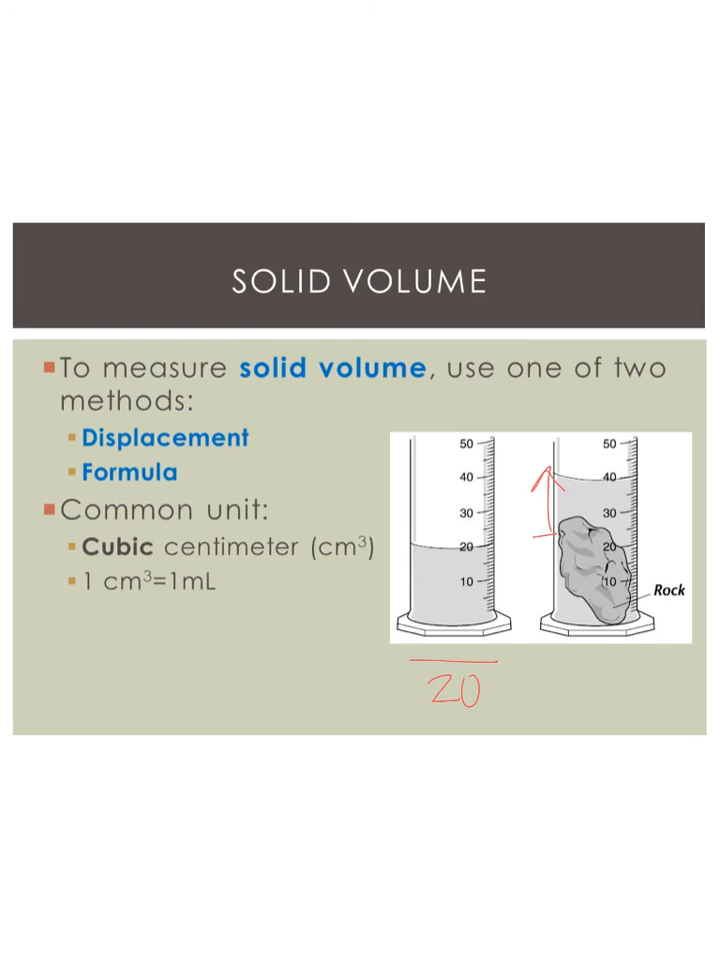 SOLID VOLUME
To measure solid volume, use one of two
methods:
Displacement
Formula
Common unit:
Cubic centimeter (cm³)
1 cm³=1mL
50
40
30
20
10
50
40
30
20
10
Rock
20